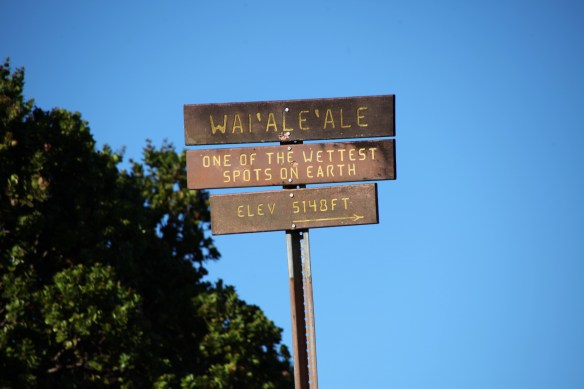 WAI'ALE'ALE
ONE OF THE WETTEST
SPOTS ON EARTH
ELEV 5148FT